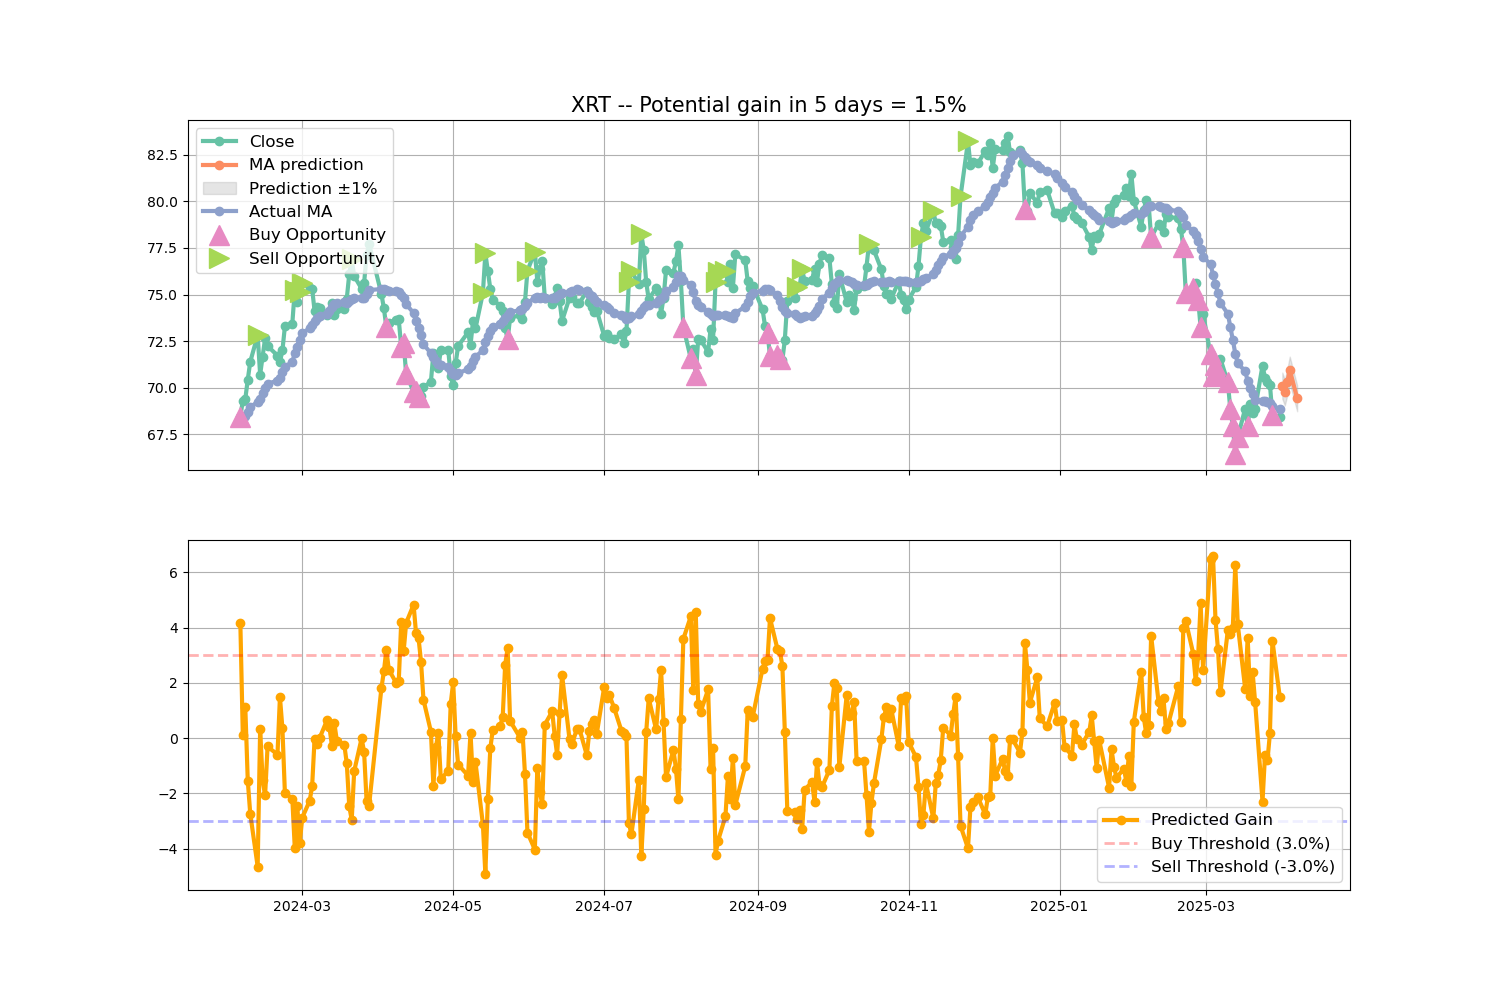 XRT -- Potential gain in 5 days = 1.5%
82.5
80.0
77.5
75.0
72.5
70.0
67.5
Close
MA prediction
Prediction ±1%
Actual MA
Buy Opportunity
Sell Opportunity
6
4
2
0
−2
−4
Predicted Gain
Buy Threshold (3.0%)
Sell Threshold (-3.0%)
2024-03
2024-05
2024-07
2024-09
2024-11
2025-01
2025-03